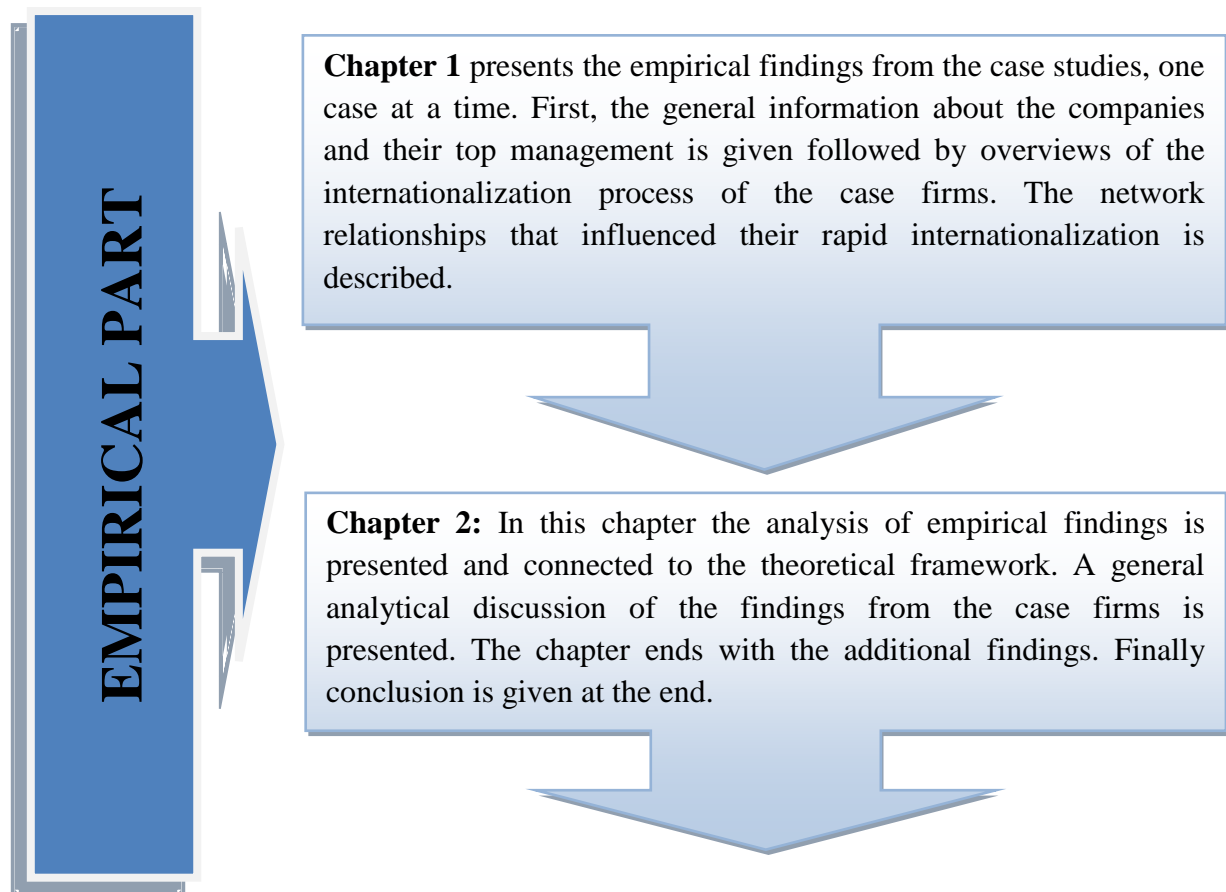 EMPIRICAL PART
Chapter 1 presents the empirical findings from the case studies, one
case at a time. First, the general information about the companies
and their top management is given followed by overviews of the
internationalization process of the case firms. The network
relationships that influenced their rapid internationalization is
described.
Chapter 2: In this chapter the analysis of empirical findings is
presented and connected to the theoretical framework. A general
analytical discussion of the findings from the case firms is
presented. The chapter ends with the additional findings. Finally
conclusion is given at the end.